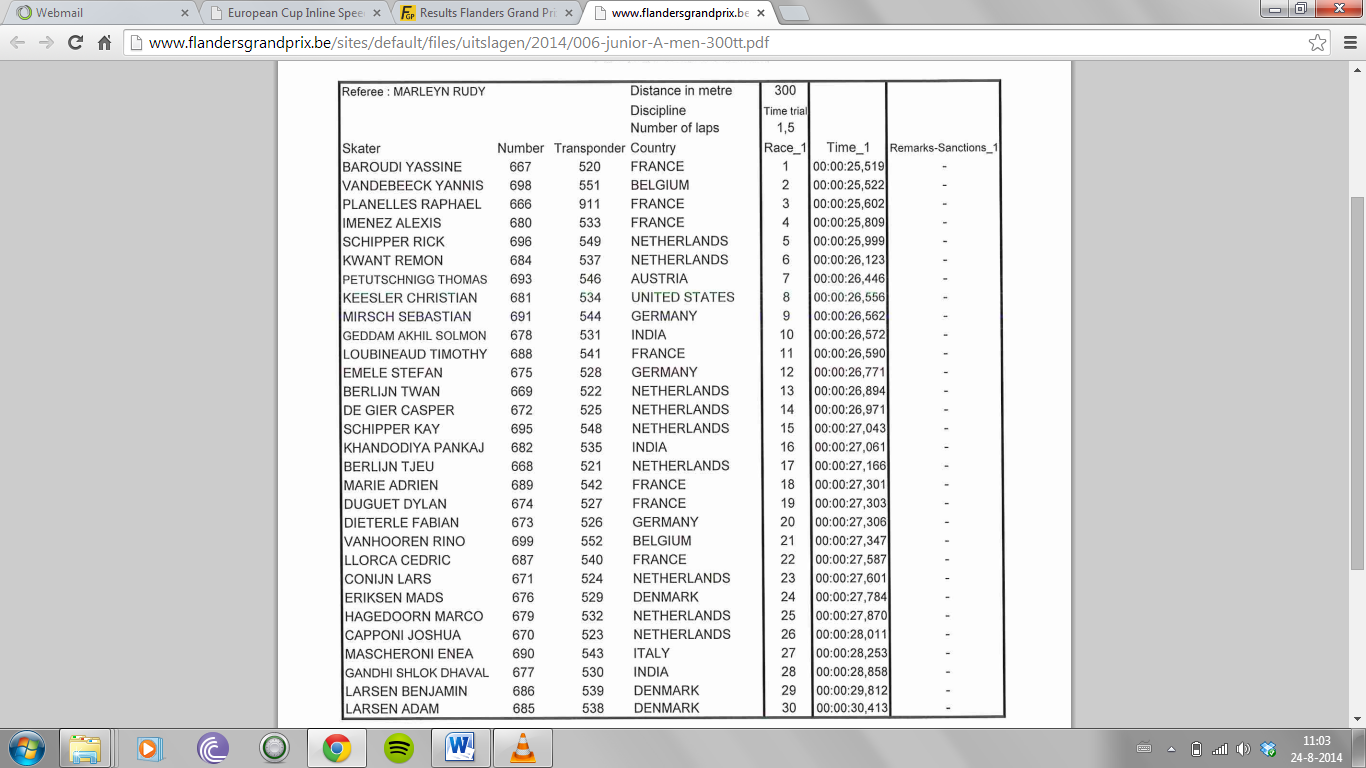 Webmail
European Cup Inline Spee
Results Flanders Grand Pri
www.flandersgrandprix.be
www.flandersgrandprix.be/sites/default/files/uitslagen/2014/006-junior-A-men-300tt.pdf
Referee : MARLEYN RUDY Distance in metre 300
Discipline Time trial
Number of laps 1,5
Skater Number Transponder Country Race_1 Time_1 Remarks-Sanctions_1
BAROUDI YASSINE 667 520 FRANCE 1 00:00:25,519 -
VANDEBEECK YANNIS 698 551 BELGIUM 2 00:00:25,522 -
PLANELLES RAPHAEL 666 911 FRANCE 3 00:00:25,602 -
IMENEZ ALEXIS 680 533 FRANCE 4 00:00:25,809 -
SCHIPPER RICK 696 549 NETHERLANDS 5 00:00:25,999 -
KWANT REMON 684 537 NETHERLANDS 6 00:00:26,123 -
PETUTSCHNIGG THOMAS 693 546 AUSTRIA 7 00:00:26,446 -
KEESLER CHRISTIAN 681 534 UNITED STATES 8 00:00:26,556 -
MIRSCH SEBASTIAN 691 544 GERMANY 9 00:00:26,562 -
GEDDAM AKHIL SOLMON 678 531 INDIA 10 00:00:26,572 -
LOUBINEAUD TIMOTHY 688 541 FRANCE 11 00:00:26,590 -
EMELE STEFAN 675 528 GERMANY 12 00:00:26,771 -
BERLIJN TWAN 669 522 NETHERLANDS 13 00:00:26,894 -
DE GIER CASPER 672 525 NETHERLANDS 14 00:00:26,971 -
SCHIPPER KAY 695 548 NETHERLANDS 15 00:00:27,043 -
KHANDODIYA PANKAJ 682 535 INDIA 16 00:00:27,061 -
BERLIJN TJEU 668 521 NETHERLANDS 17 00:00:27,166 -
MARIE ADRIEN 689 542 FRANCE 18 00:00:27,301 -
DUGUET DYLAN 674 527 FRANCE 19 00:00:27,303 -
DIETERLE FABIAN 673 526 GERMANY 20 00:00:27,306 -
VANHOOREN RINO 699 552 BELGIUM 21 00:00:27,347 -
LLORCA CEDRIC 687 540 FRANCE 22 00:00:27,587 -
CONIJN LARS 671 524 NETHERLANDS 23 00:00:27,601 -
ERIKSEN MADS 676 529 DENMARK 24 00:00:27,784 -
HAGEDOORN MARCO 679 532 NETHERLANDS 25 00:00:27,870 -
CAPPONI JOSHUA 670 523 NETHERLANDS 26 00:00:28,011 -
MASCHERONI ENEA 690 543 ITALY 27 00:00:28,253 -
GANDHI SHLOK DHAVAL 677 530 INDIA 28 00:00:28,858 -
LARSEN BENJAMIN 686 539 DENMARK 29 00:00:29,812 -
LARSEN ADAM 685 538 DENMARK 30 00:00:30,413 -
11:03
24-8-2014